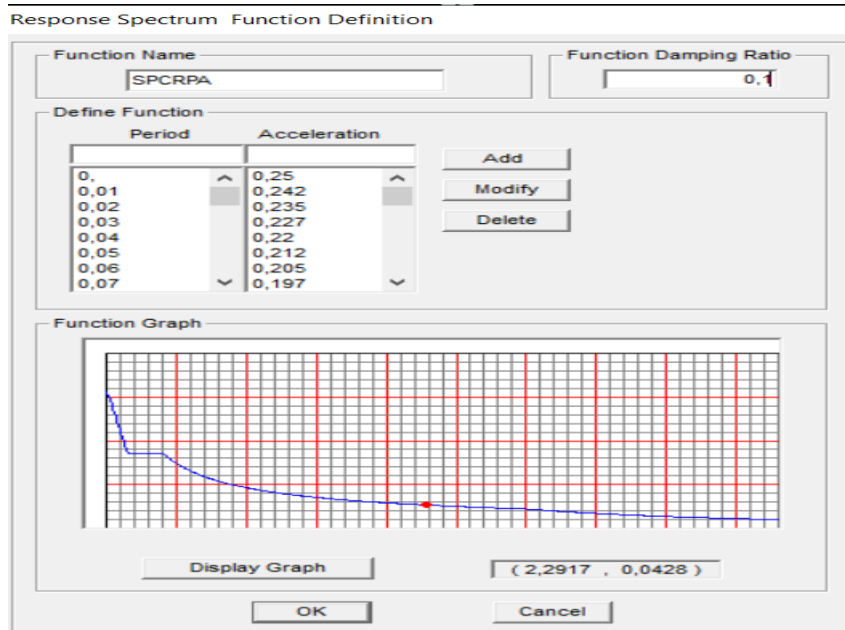 Response Spectrum Function Definition
Function Name
SPCRPA
Function Damping Ratio
0,1
Define Function
Period Acceleration
Add
Modify
Delete
0, 0,25
0,01 0,242
0,02 0,235
0,03 0,227
0,04 0,22
0,05 0,212
0,06 0,205
0,07 0,197
Function Graph
Display Graph
( 2,2917 , 0,0428 )
OK
Cancel